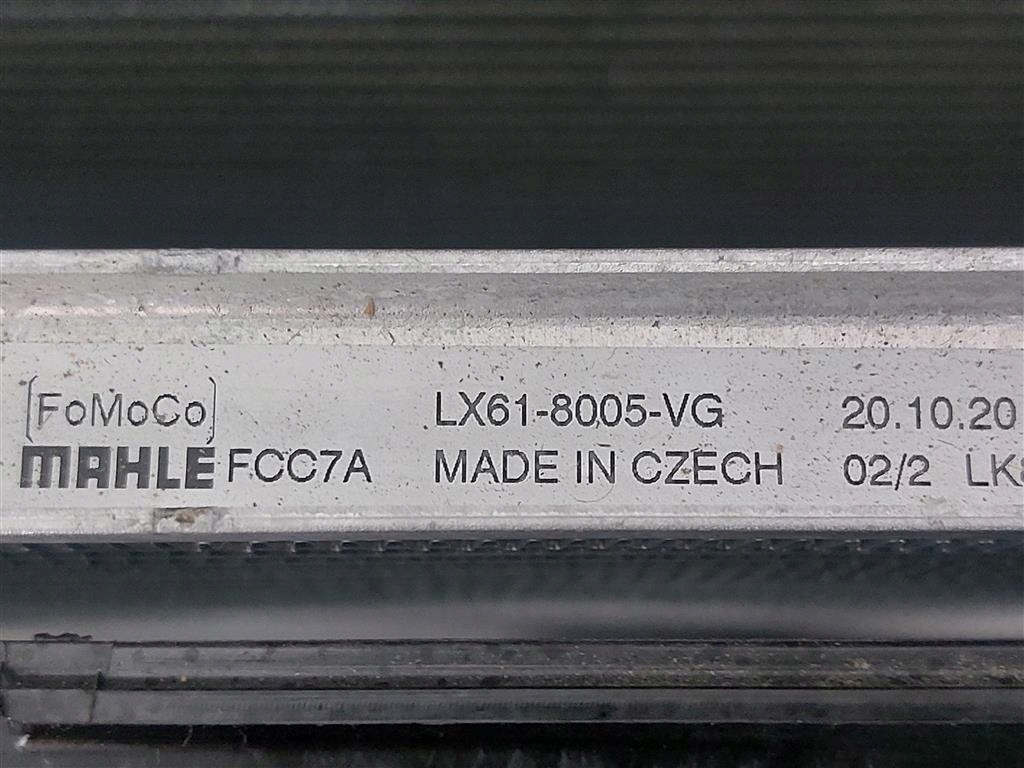 FoMoCo LX61-8005-VG 20.10.20
MAHLE FCC7A MADE IN CZECH 02/2